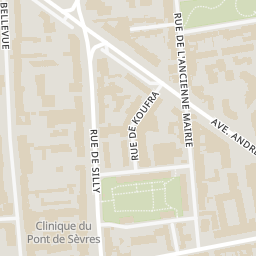 BELLEVUE
RUE DE L'ANCIENNE MAIRIE
RUE DE KOUFRA
AVE. ANDRÉ
RUE DE SILLY
Clinique du
Pont de Sèvres